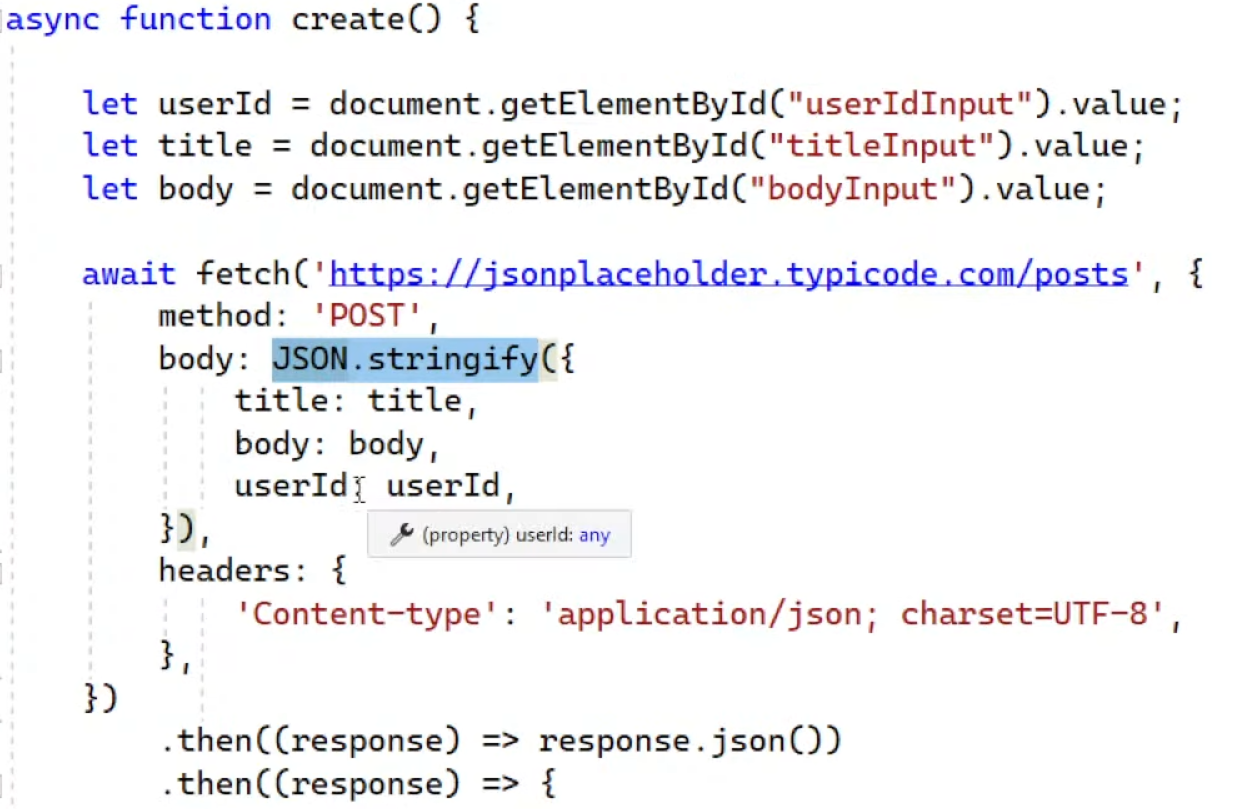 async function create() {
let userId = document.getElementById("userIdInput").value;
let title = document.getElementById("titleInput").value;
let body = document.getElementById("bodyInput").value;
await fetch('https://jsonplaceholder.typicode.com/posts', {
method: 'POST',
body: JSON.stringify({
title: title,
body: body,
userId: userId,
}),
(property) userId: any
headers: {
'Content-type': 'application/json; charset=UTF-8',
},
})
.then((response) => response.json())
.then((response) => {